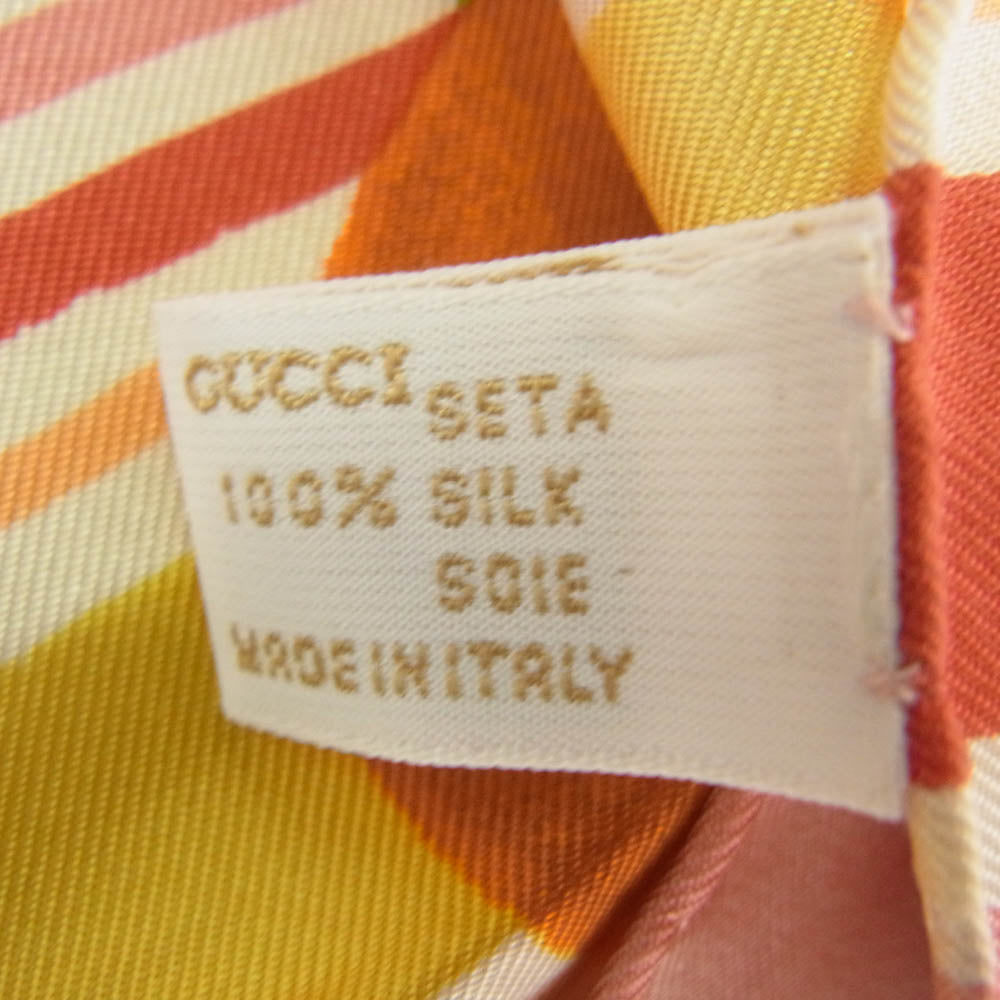 GUCCI SETA
100% SILK
SOIE
MADE IN ITALY